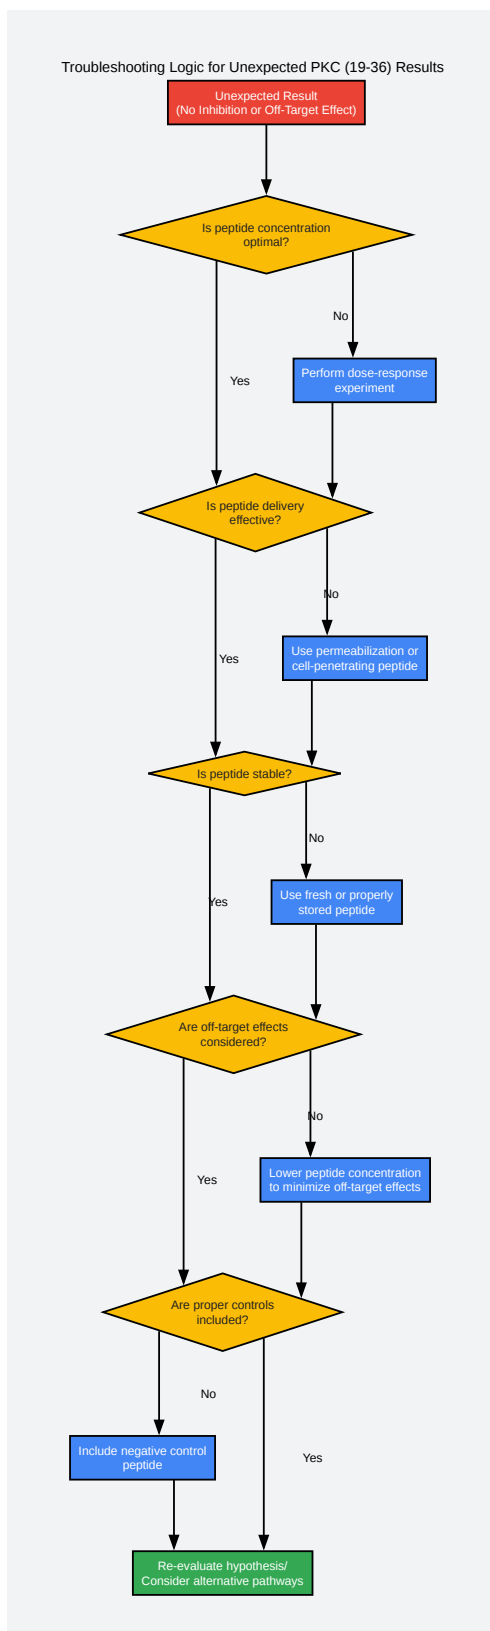 Troubleshooting Logic for Unexpected PKC (19-36) Results
Unexpected Result
(No Inhibition or Off-Target Effect)
Is peptide concentration
optimal?
No
Perform dose-response
experiment
Yes
Is peptide delivery
effective?
No
Use permeabilization or
cell-penetrating peptide
Yes
Is peptide stable?
No
Use fresh or properly
stored peptide
Yes
Are off-target effects
considered?
No
Lower peptide concentration
to minimize off-target effects
Yes
Are proper controls
included?
No
Include negative control
peptide
Yes
Re-evaluate hypothesis/
Consider alternative pathways